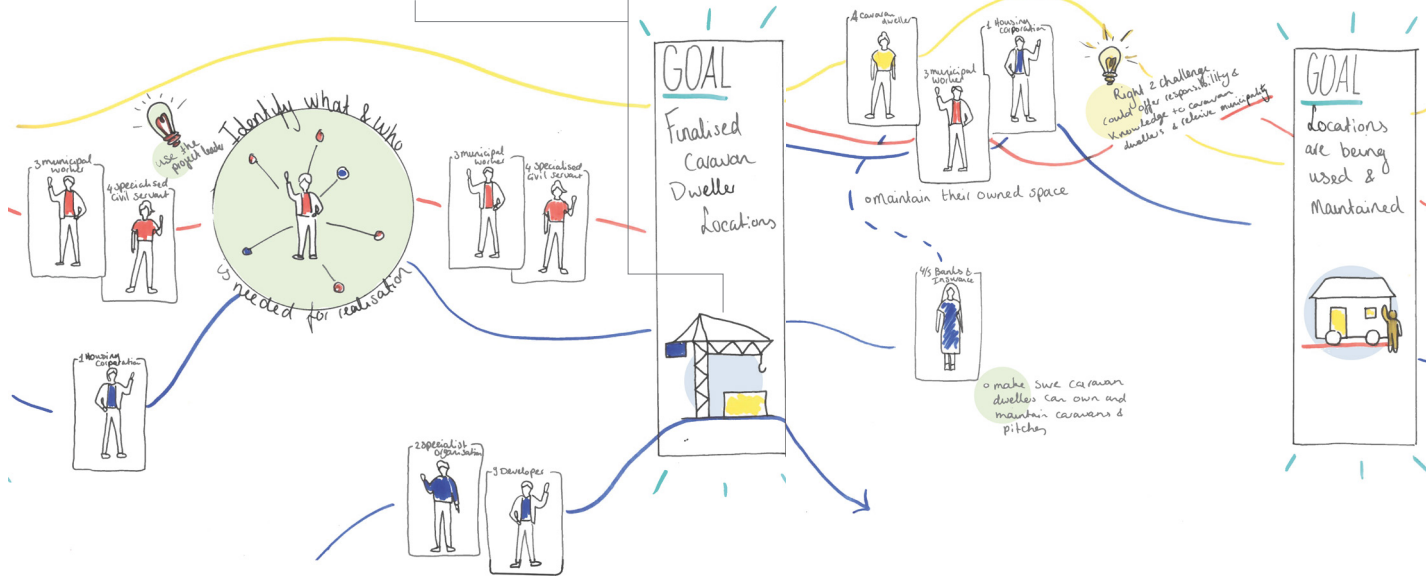 use the
project leader
3 municipal
worker
4 specialised
civil servant
Identify what & who
is needed for realisation
1 Housing
corporation
3 municipal
worker
4 specialised
civil servant
2 specialist
organisation
3 Developer
GOAL
Finalised
Caravan
Dweller
Locations
1 caravan
dweller
1 Housing
corporation
3 municipal
worker
o maintain their owned space
Right 2 Challenge
could offer responsibility &
knowledge to caravan
dwellers & relieve municipality
4/5 Banks &
Insurance
o make sure caravan
dwellers can own and
maintain caravans &
pitches
GOAL
Locations
are being
used &
Maintained